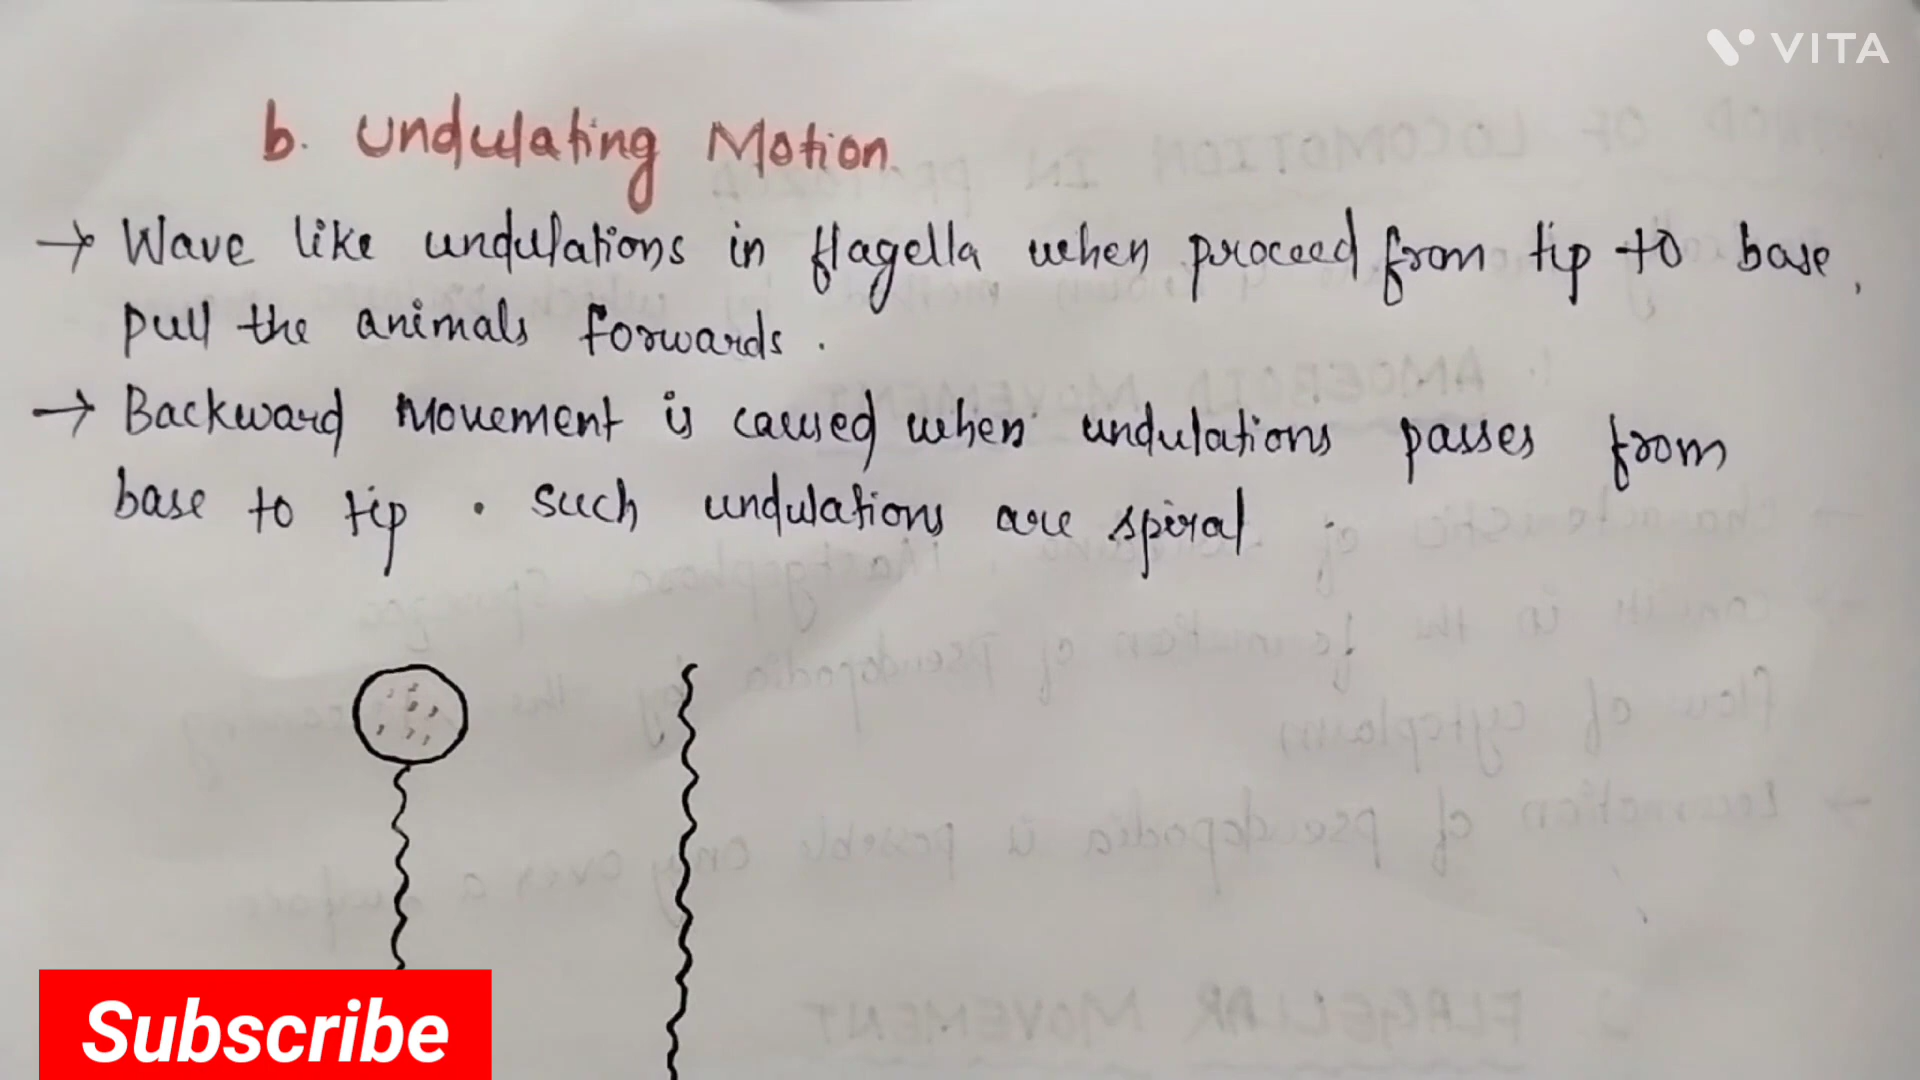 VITA
b. Undulating Motion.
→ Wave like undulations in flagella when proceed from tip to base,
pull the animals forwards.
→ Backward Movement is caused when undulations passes from
base to tip. such undulations are spiral.
Subscribe